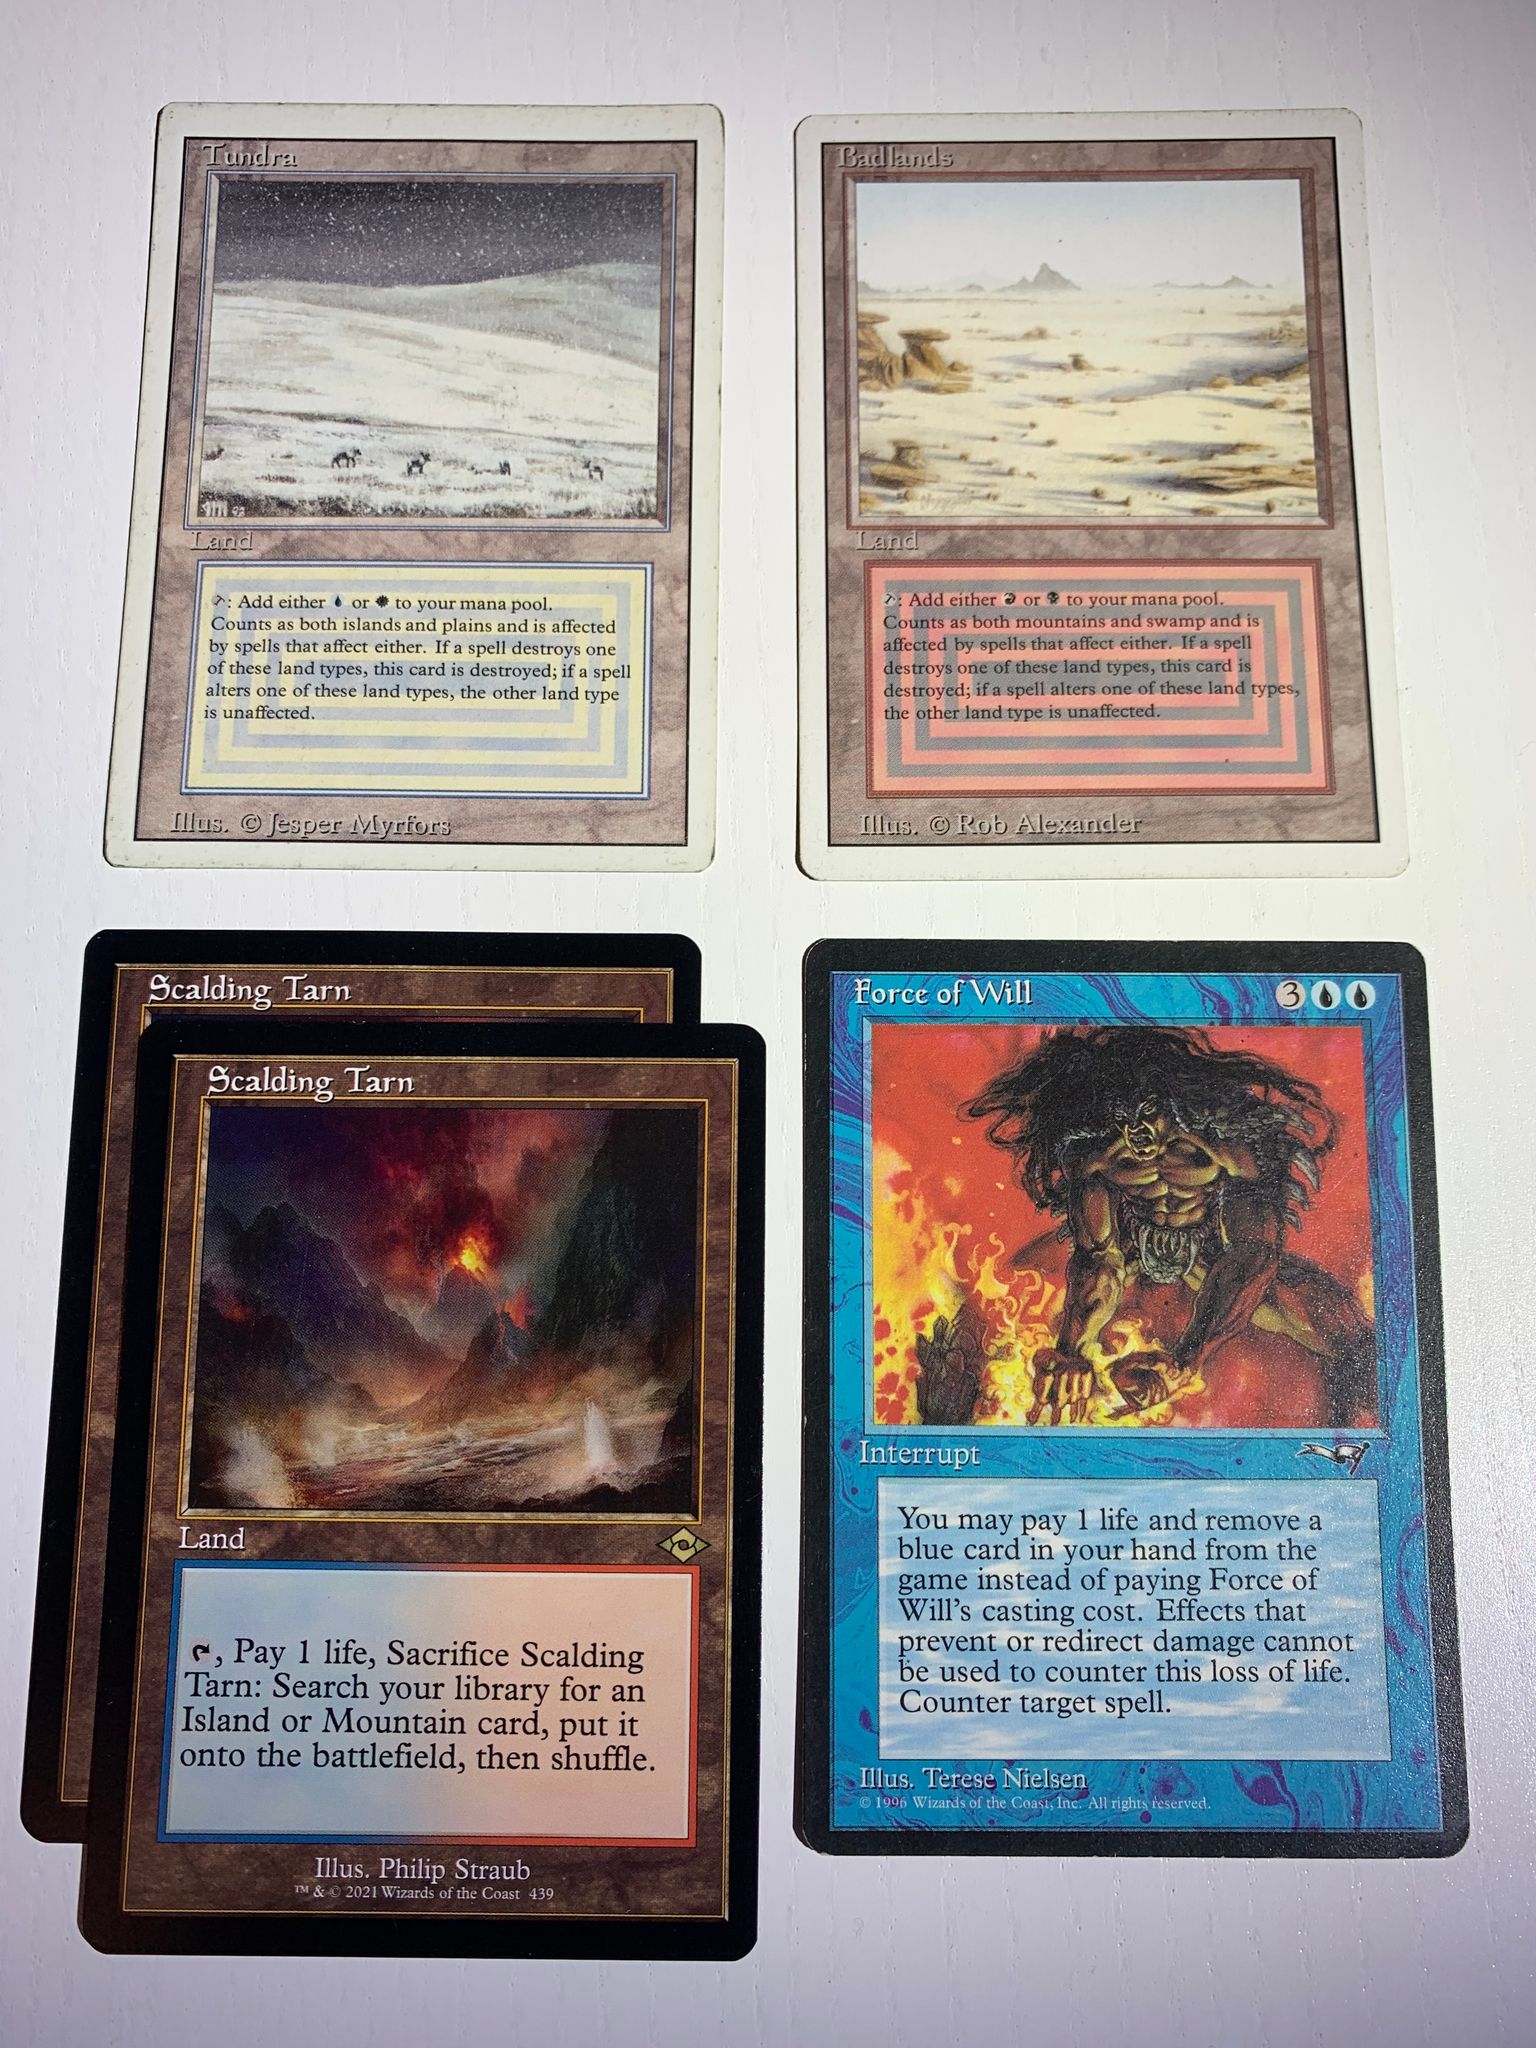 Tundra
Land
: Add either or to your mana pool.
Counts as both islands and plains and is affected
by spells that affect either. If a spell destroys one
of these land types, this card is destroyed; if a spell
alters one of these land types, the other land type
is unaffected.
Illus. © Jesper Myrfors
Badlands
Land
: Add either or to your mana pool.
Counts as both mountains and swamp and is
affected by spells that affect either. If a spell
destroys one of these land types, this card is
destroyed; if a spell alters one of these land types,
the other land type is unaffected.
Illus. © Rob Alexander
Scalding Tarn
Scalding Tarn
Land
, Pay 1 life, Sacrifice Scalding
Tarn: Search your library for an
Island or Mountain card, put it
onto the battlefield, then shuffle.
Illus. Philip Straub
™ & © 2021 Wizards of the Coast 439
Force of Will 3
Interrupt
You may pay 1 life and remove a
blue card in your hand from the
game instead of paying Force of
Will's casting cost. Effects that
prevent or redirect damage cannot
be used to counter this loss of life.
Counter target spell.
Illus. Terese Nielsen
© 1996 Wizards of the Coast, Inc. All rights reserved.